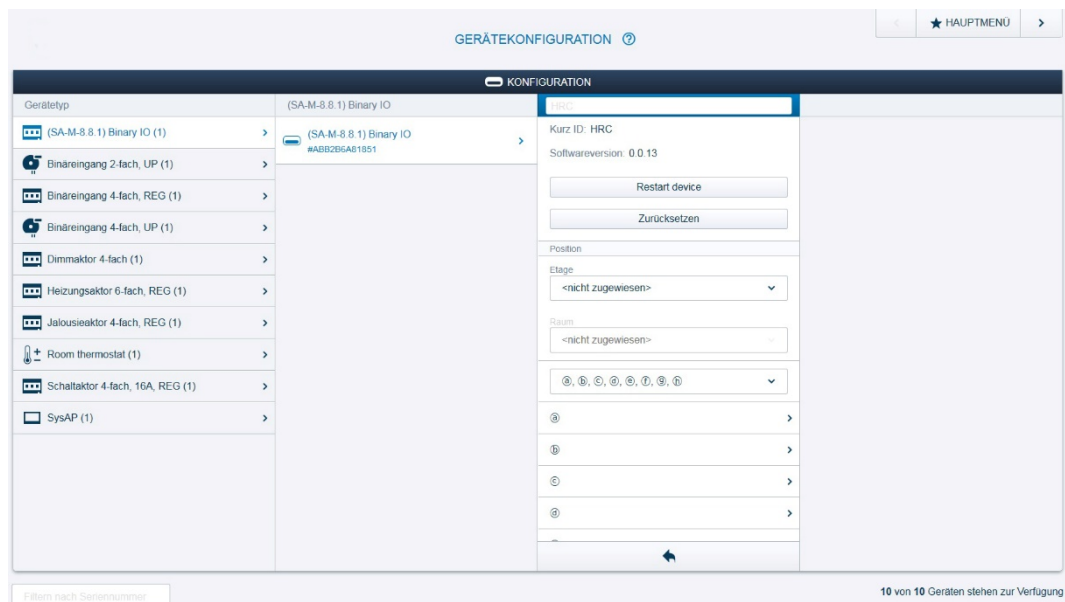 HAUPTMENÜ
GERÄTEKONFIGURATION
KONFIGURATION
Gerätetyp
(SA-M-8.8.1) Binary IO (1)
Binäreingang 2-fach, UP (1)
Binäreingang 4-fach, REG (1)
Binäreingang 4-fach, UP (1)
Dimmaktor 4-fach (1)
Heizungsaktor 6-fach, REG (1)
Jalousieaktor 4-fach, REG (1)
Room thermostat (1)
Schaltaktor 4-fach, 16A, REG (1)
SysAP (1)
(SA-M-8.8.1) Binary IO
(SA-M-8.8.1) Binary IO
#ABB2B6A81851
HRC
Kurz ID: HRC
Softwareversion: 0.0.13
Restart device
Zurücksetzen
Position
Etage
<nicht zugewiesen>
Raum
<nicht zugewiesen>
ⓐ, ⓑ, ⓒ, ⓓ, ⓔ, ⓕ, ⓖ, ⓗ
ⓐ
ⓑ
ⓒ
ⓓ
Filtern nach Seriennummer
10 von 10 Geräten stehen zur Verfügung